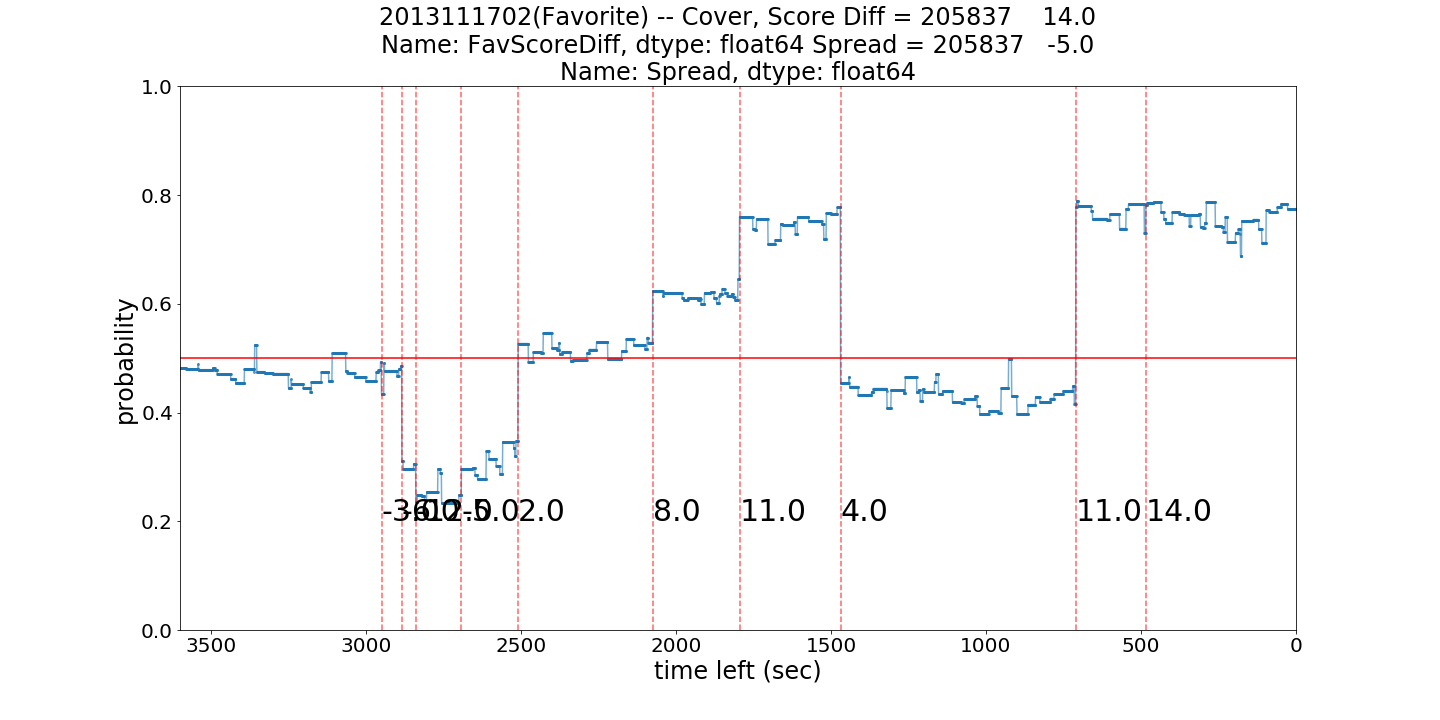 2013111702(Favorite) -- Cover, Score Diff = 205837    14.0
Name: FavScoreDiff, dtype: float64 Spread = 205837   -5.0
Name: Spread, dtype: float64
1.0
0.8
0.6
0.4
0.2
0.0
probability
2.0 8.0 11.0 4.0 11.0 14.0
3500 3000 2500 2000 1500 1000 500 0
time left (sec)